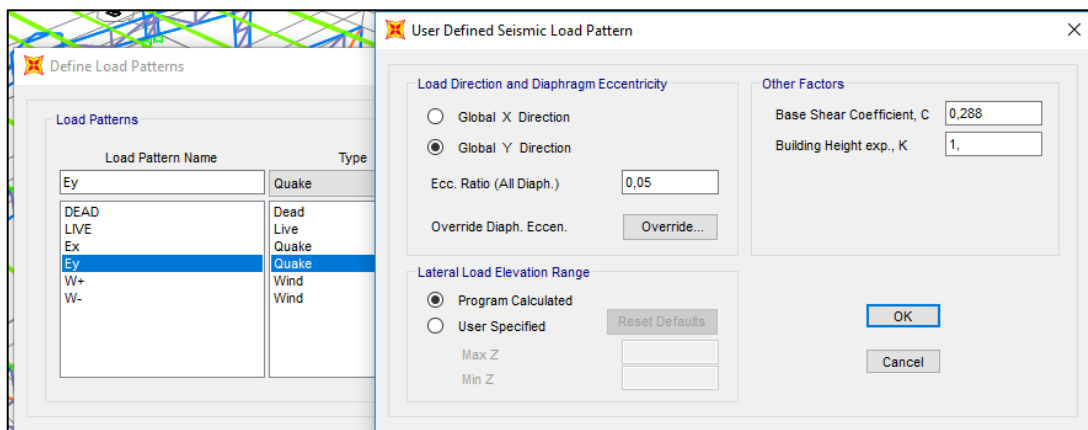 Define Load Patterns
Load Patterns
Load Pattern Name Type
Ey Quake
DEAD Dead
LIVE Live
Ex Quake
Ey Quake
W+ Wind
W- Wind
User Defined Seismic Load Pattern
Load Direction and Diaphragm Eccentricity
Global X Direction
Global Y Direction
Ecc. Ratio (All Diaph.) 0,05
Override Diaph. Eccen. Override...
Other Factors
Base Shear Coefficient, C 0,288
Building Height exp., K 1,
Lateral Load Elevation Range
Program Calculated
User Specified Reset Defaults
Max Z
Min Z
OK
Cancel